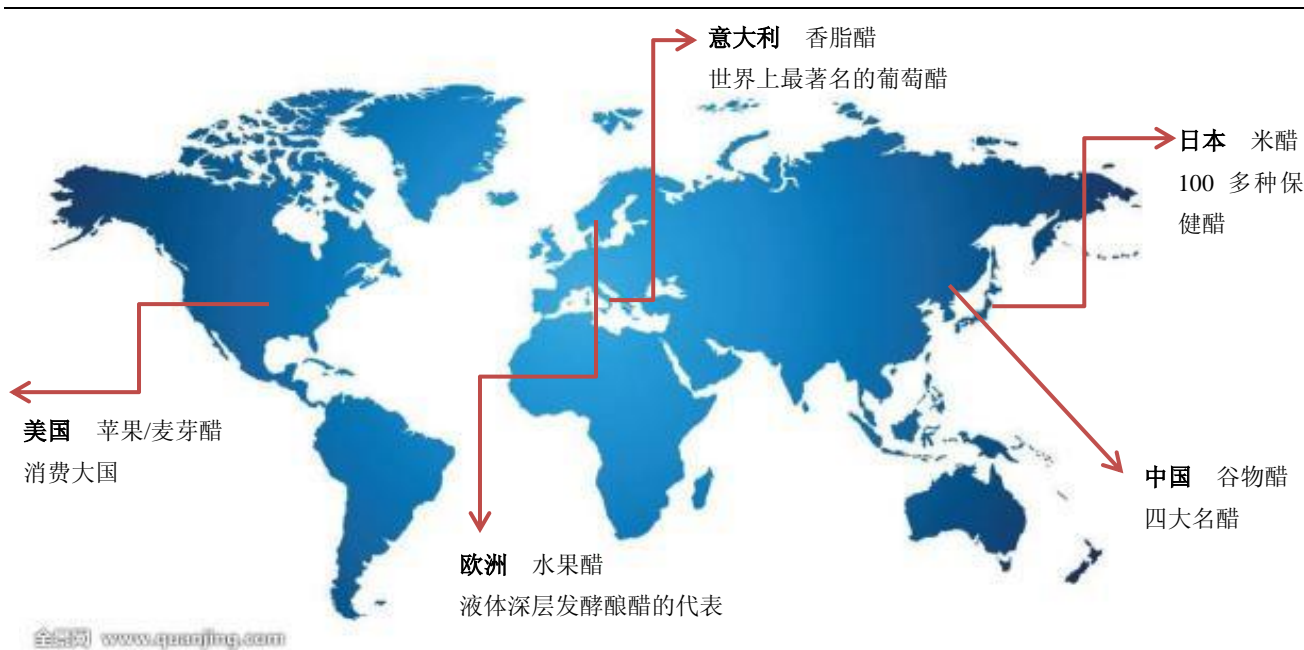 意大利 香脂醋
世界上最著名的葡萄醋
日本 米醋
100 多种保
健醋
美国 苹果/麦芽醋
消费大国
中国 谷物醋
四大名醋
欧洲 水果醋
液体深层发酵酿醋的代表
全景网 www.quanjing.com